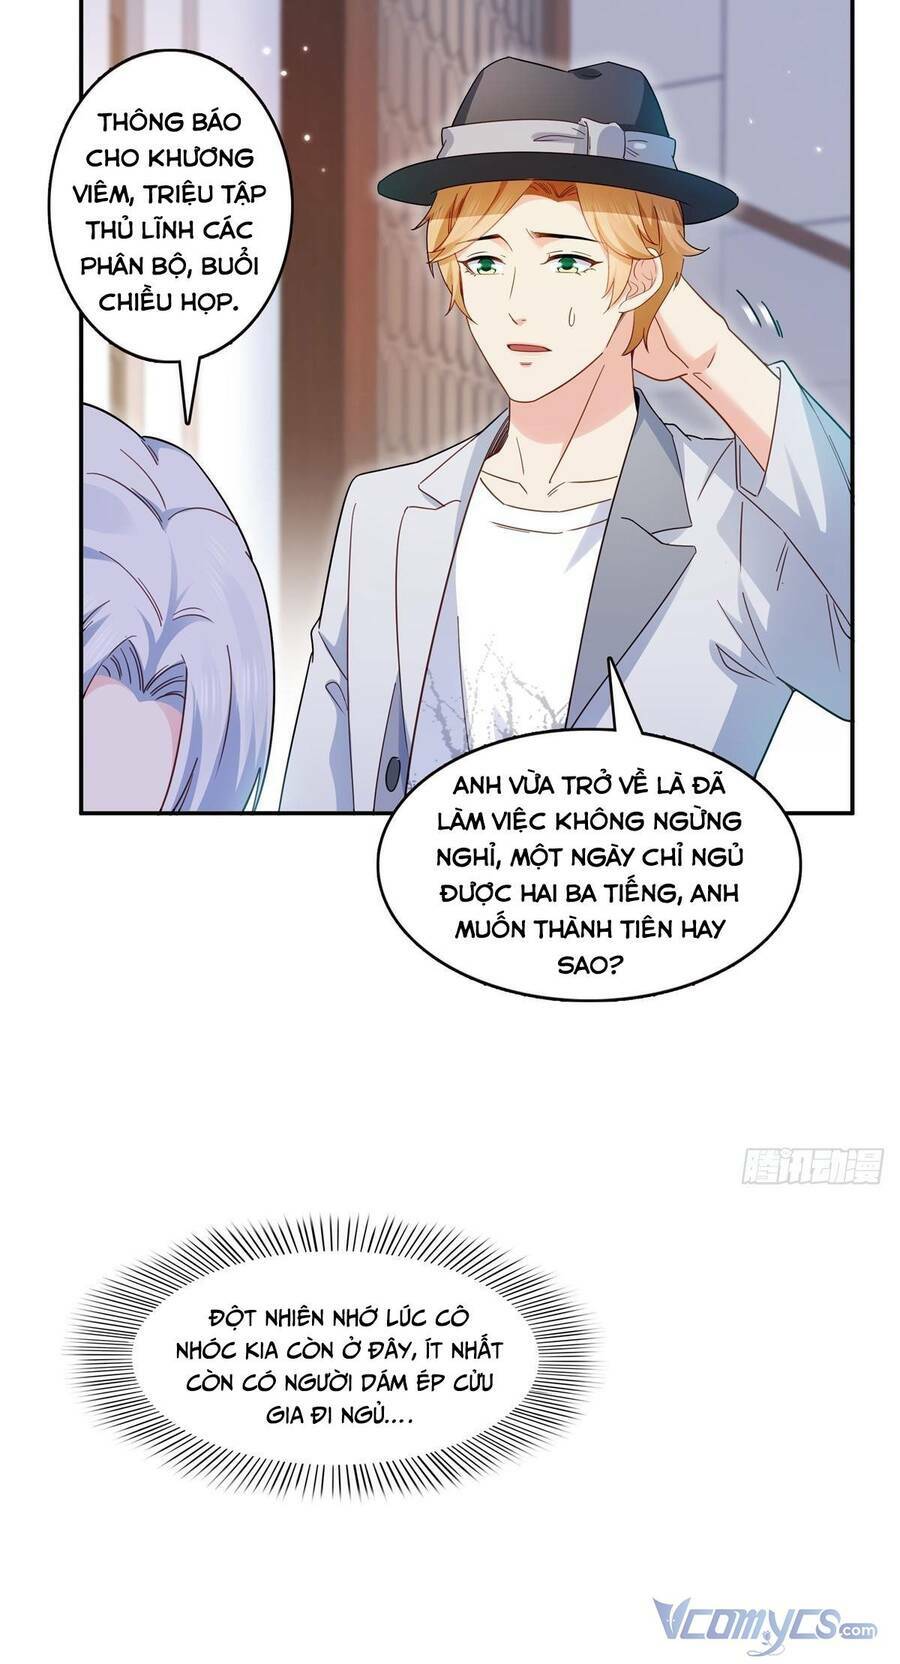 THÔNG BÁO
CHO KHƯƠNG
VIÊM, TRIỆU TẬP
THỦ LĨNH CÁC
PHÂN BỘ, BUỔI
CHIỀU HỌP.
ANH VỪA TRỞ VỀ LÀ ĐÃ
LÀM VIỆC KHÔNG NGỪNG
NGHỈ, MỘT NGÀY CHỈ NGỦ
ĐƯỢC HAI BA TIẾNG, ANH
MUỐN THÀNH TIÊN HAY
SAO?
腾讯动漫
ĐỘT NHIÊN NHỚ LÚC CÔ
NHÓC KIA CÒN Ở ĐÂY, ÍT NHẤT
CÒN CÓ NGƯỜI DÁM ÉP CỬU
GIA ĐI NGỦ....
VCOMYCS.com